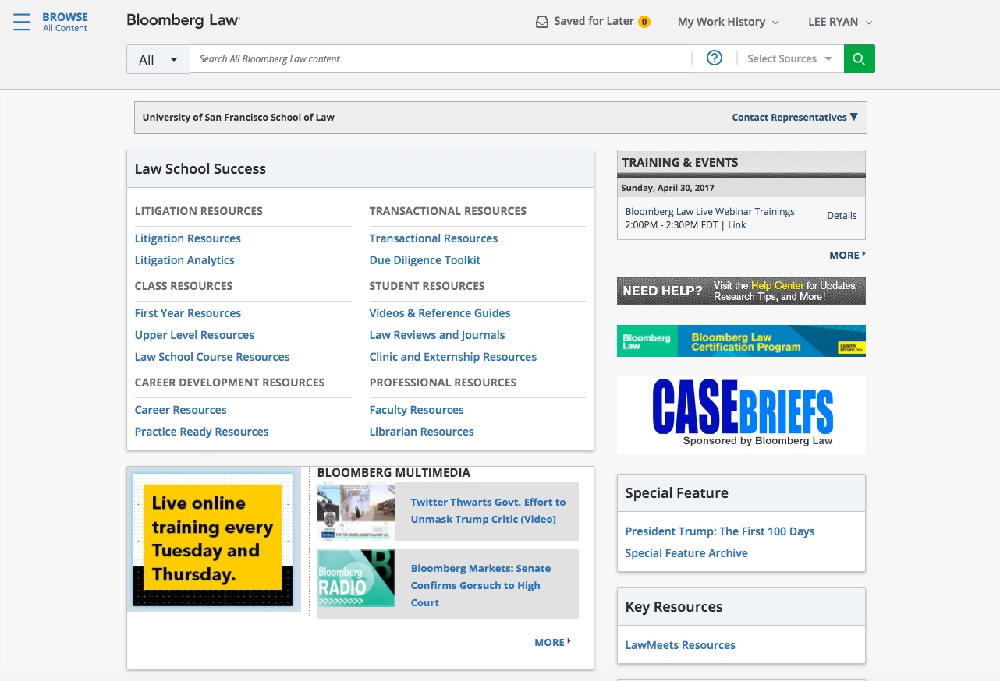 BROWSE
All Content
Bloomberg Law
Saved for Later 0
My Work History
LEE RYAN
All
Search All Bloomberg Law content
?
Select Sources
University of San Francisco School of Law
Contact Representatives
Law School Success
LITIGATION RESOURCES
Litigation Resources
Litigation Analytics
TRANSACTIONAL RESOURCES
Transactional Resources
Due Diligence Toolkit
CLASS RESOURCES
First Year Resources
Upper Level Resources
Law School Course Resources
STUDENT RESOURCES
Videos & Reference Guides
Law Reviews and Journals
Clinic and Externship Resources
CAREER DEVELOPMENT RESOURCES
Career Resources
Practice Ready Resources
PROFESSIONAL RESOURCES
Faculty Resources
Librarian Resources
Live online
training every
Tuesday and
Thursday.
BLOOMBERG MULTIMEDIA
TWITTER DROPS LAWSUIT AGAINST U.S.
Twitter Thwarts Govt. Effort to
Unmask Trump Critic (Video)
B
Bloomberg
RADIO
Bloomberg Markets: Senate
Confirms Gorsuch to High
Court
MORE
TRAINING & EVENTS
Sunday, April 30, 2017
Bloomberg Law Live Webinar Trainings
2:00PM - 2:30PM EDT | Link
Details
MORE
NEED HELP?
Visit the Help Center for Updates,
Research Tips, and More!
Bloomberg
Law
Bloomberg Law
Certification Program
LEARN
MORE >>
CASEBRIEFS
Sponsored by Bloomberg Law
Special Feature
President Trump: The First 100 Days
Special Feature Archive
Key Resources
LawMeets Resources